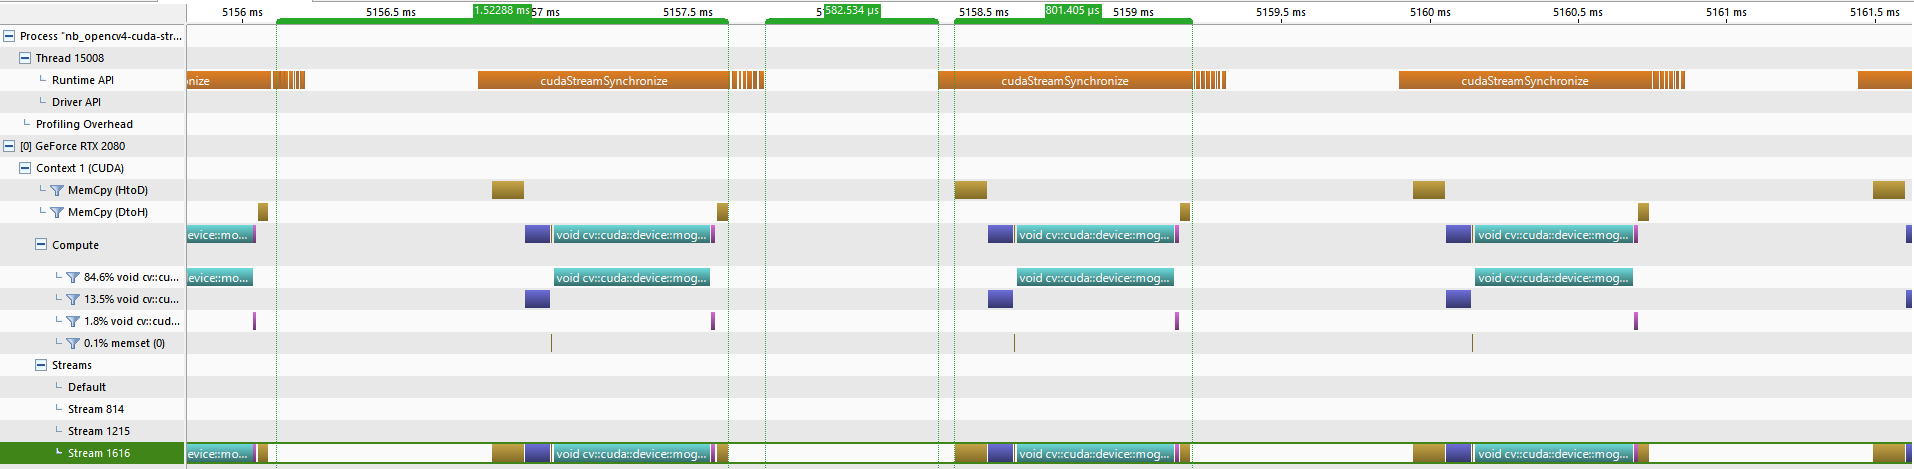 5156 ms 5156.5 ms 1.52288 ms 57 ms 5157.5 ms 5 582.534 µs 5158.5 ms 801.405 µs 5159 ms 5159.5 ms 5160 ms 5160.5 ms 5161 ms 5161.5 ms
Process "nb_opencv4-cuda-str...
Thread 15008
Runtime API nize cudaStreamSynchronize cudaStreamSynchronize cudaStreamSynchronize
Driver API
Profiling Overhead
[0] GeForce RTX 2080
Context 1 (CUDA)
MemCpy (HtoD)
MemCpy (DtoH)
Compute evice::mo... void cv::cuda::device::mog... void cv::cuda::device::mog... void cv::cuda::device::mog...
84.6% void cv::cu... evice::mo... void cv::cuda::device::mog... void cv::cuda::device::mog... void cv::cuda::device::mog...
13.5% void cv::cu...
1.8% void cv::cud...
0.1% memset (0)
Streams
Default
Stream 814
Stream 1215
Stream 1616 evice::mo... void cv::cuda::device::mog... void cv::cuda::device::mog... void cv::cuda::device::mog...